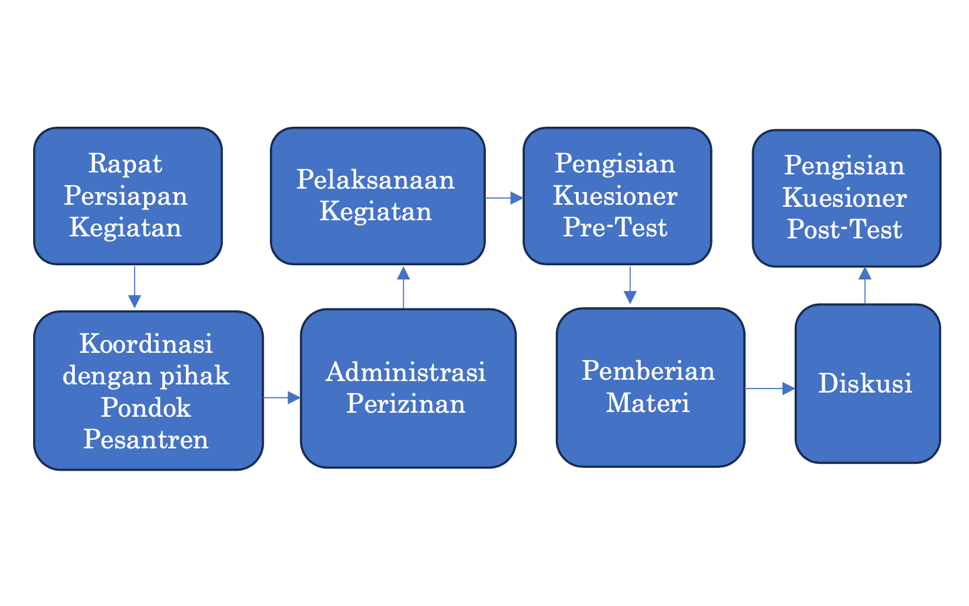 Rapat
Persiapan
Kegiatan
Koordinasi
dengan pihak
Pondok
Pesantren
Administrasi
Perizinan
Pelaksanaan
Kegiatan
Pengisian
Kuesioner
Pre-Test
Pemberian
Materi
Diskusi
Pengisian
Kuesioner
Post-Test